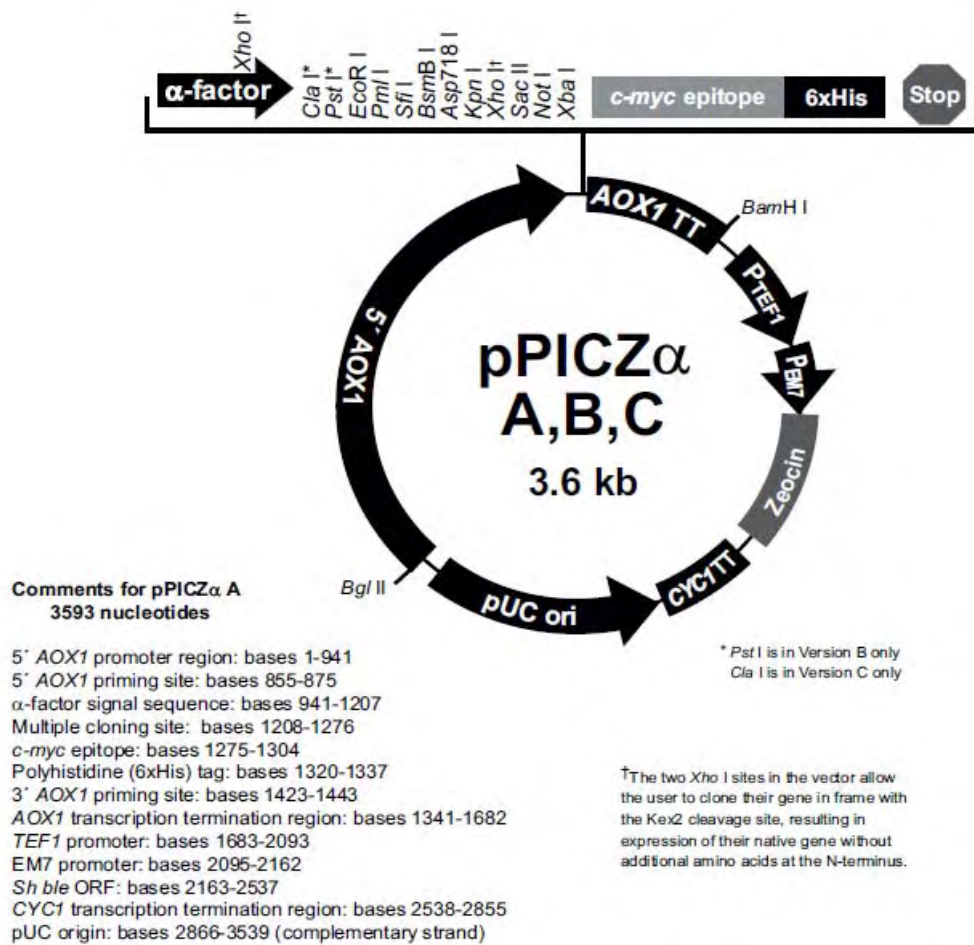 Xho I†
α-factor
Cla I*
Pst I*
EcoR I
Pml I
Sfi I
BsmB I
Asp718 I
Kpn I
Xho I†
Sac II
Not I
Xba I
c-myc epitope
6xHis
Stop
AOX1 TT
BamH I
PTEF1
PEM7
Zeocin
CYC1TT
pUC ori
Bgl II
5´ AOX1
pPICZα
A,B,C
3.6 kb
Comments for pPICZα A
3593 nucleotides
5´ AOX1 promoter region: bases 1-941
5´ AOX1 priming site: bases 855-875
α-factor signal sequence: bases 941-1207
Multiple cloning site: bases 1208-1276
c-myc epitope: bases 1275-1304
Polyhistidine (6xHis) tag: bases 1320-1337
3´ AOX1 priming site: bases 1423-1443
AOX1 transcription termination region: bases 1341-1682
TEF1 promoter: bases 1683-2093
EM7 promoter: bases 2095-2162
Sh ble ORF: bases 2163-2537
CYC1 transcription termination region: bases 2538-2855
pUC origin: bases 2866-3539 (complementary strand)
* Pst I is in Version B only
Cla I is in Version C only
†The two Xho I sites in the vector allow
the user to clone their gene in frame with
the Kex2 cleavage site, resulting in
expression of their native gene without
additional amino acids at the N-terminus.